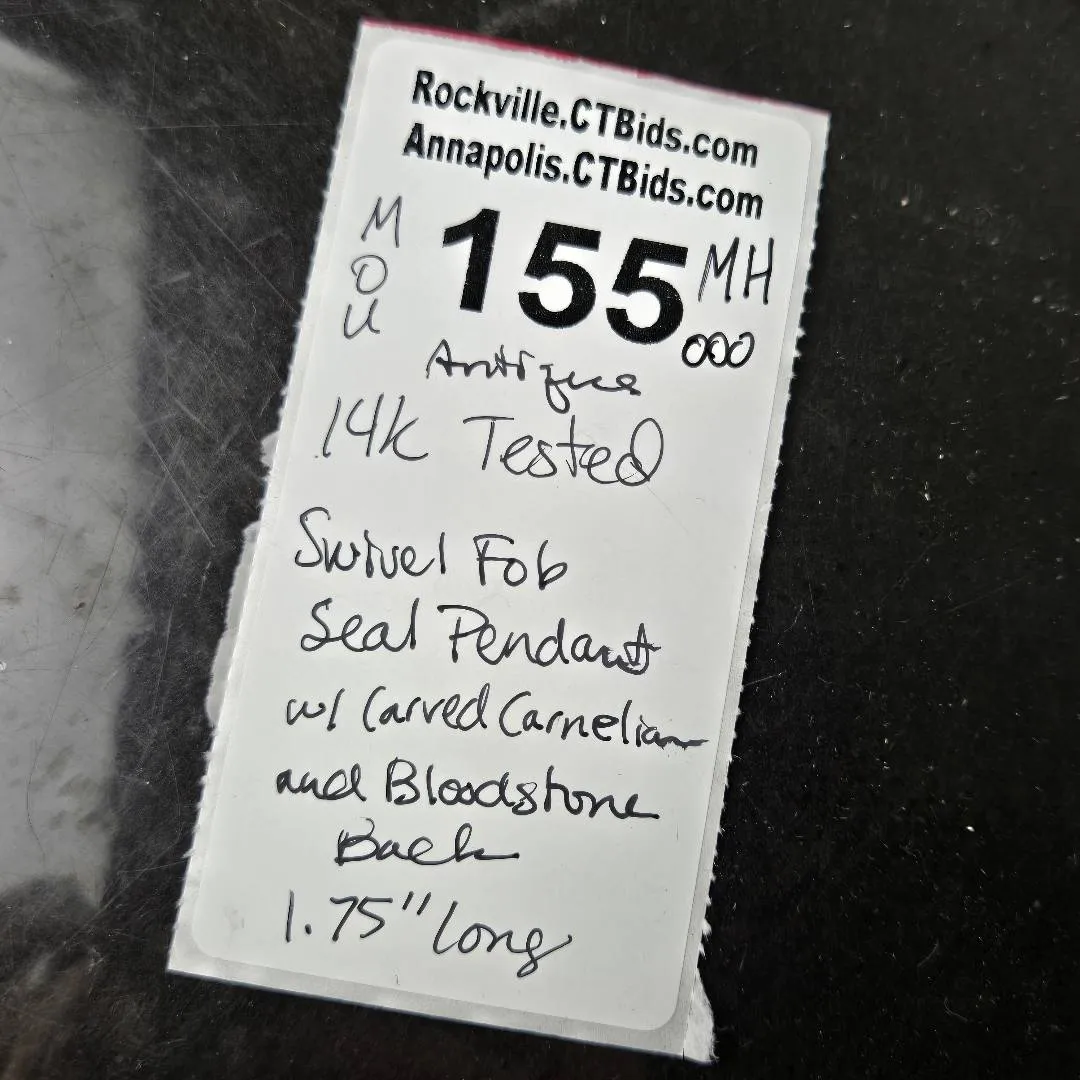 Rockville.CTBids.com
Annapolis.CTBids.com
MOU
155 MH
000
Antique
14k Tested
Swivel Fob
Seal Pendant
w/ Carved Carnelian
and Bloodstone
Back
1.75" long